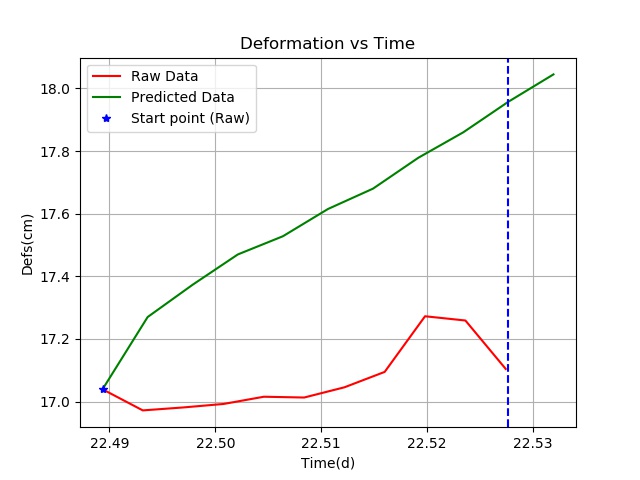 Deformation vs Time
Raw Data
Predicted Data
Start point (Raw)
Defs(cm)
18.0
17.8
17.6
17.4
17.2
17.0
22.49 22.50 22.51 22.52 22.53
Time(d)